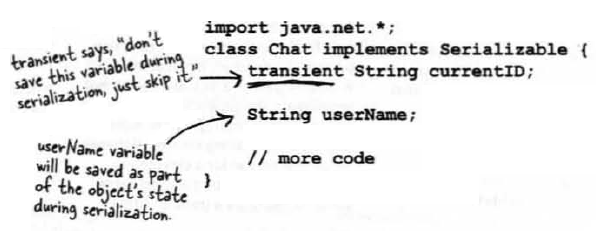 import java.net.*;
class Chat implements Serializable {
transient String currentID;
String userName;
// more code
}
transient says, "don't
save this variable during
serialization, just skip it"
userName variable
will be saved as part
of the object's state
during serialization.